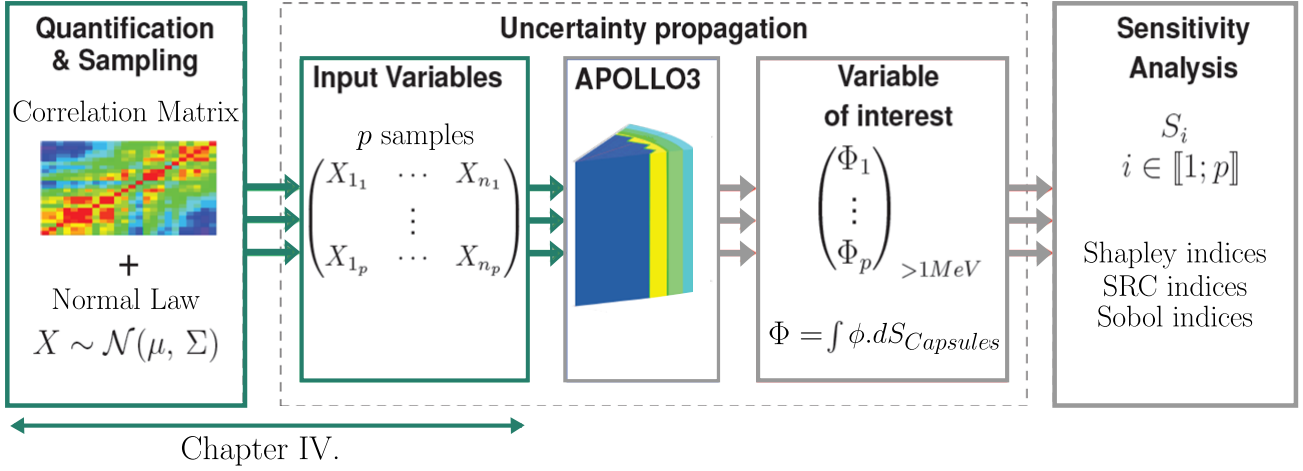 Quantification
& Sampling
Correlation Matrix
+
Normal Law
X ∼ 𝒩(μ, Σ)
Uncertainty propagation
Input Variables
p samples
X_{1_1} ⋯ X_{n_1}
⋮
X_{1_p} ⋯ X_{n_p}
APOLLO3
Variable
of interest
Φ_1
⋮
Φ_p
>1MeV
Φ = ∫ ϕ.dS_{Capsules}
Sensitivity
Analysis
S_i
i ∈ ⟦1; p⟧
Shapley indices
SRC indices
Sobol indices
Chapter IV.